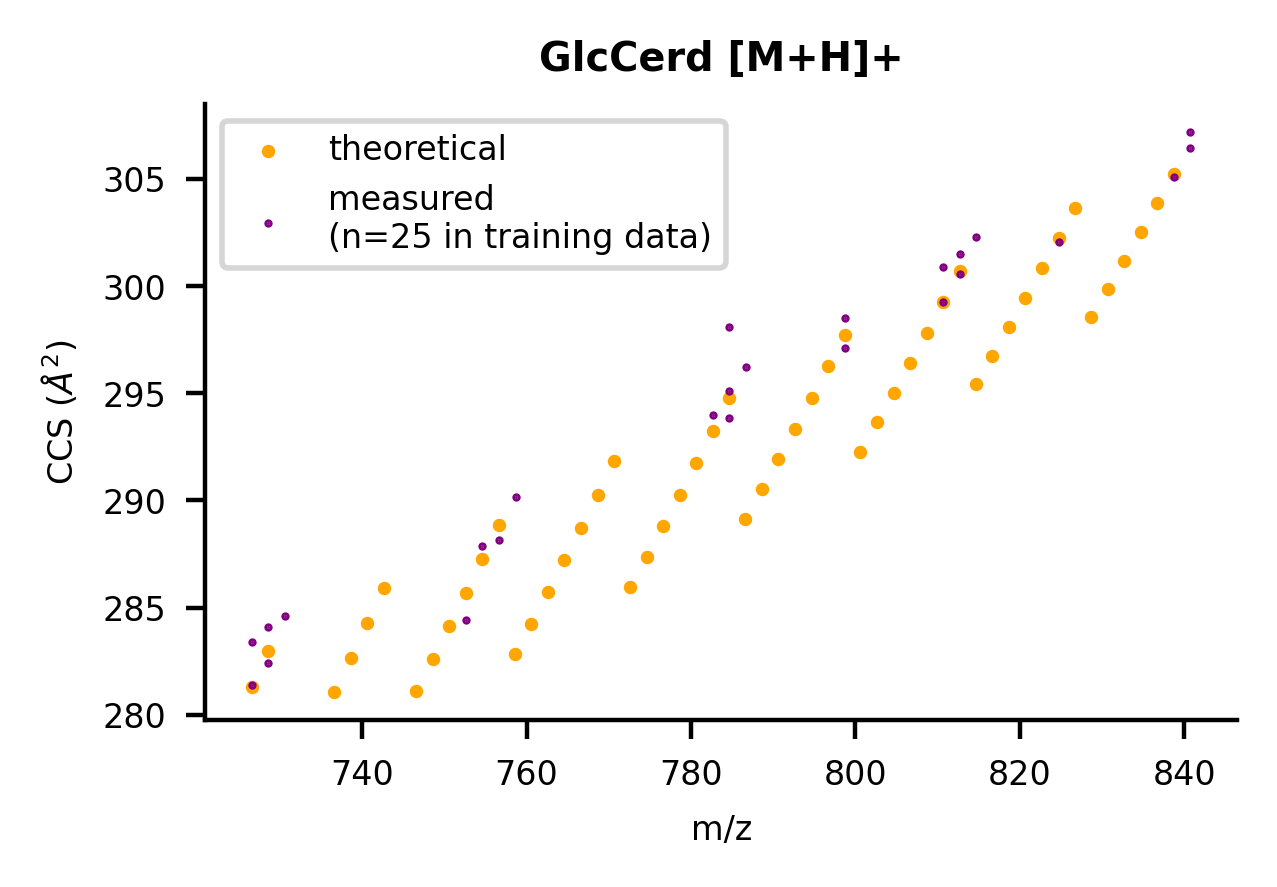 GlcCerd [M+H]+
theoretical
measured
(n=25 in training data)
305
300
295
290
285
280
CCS (Å²)
740
760
780
800
820
840
m/z